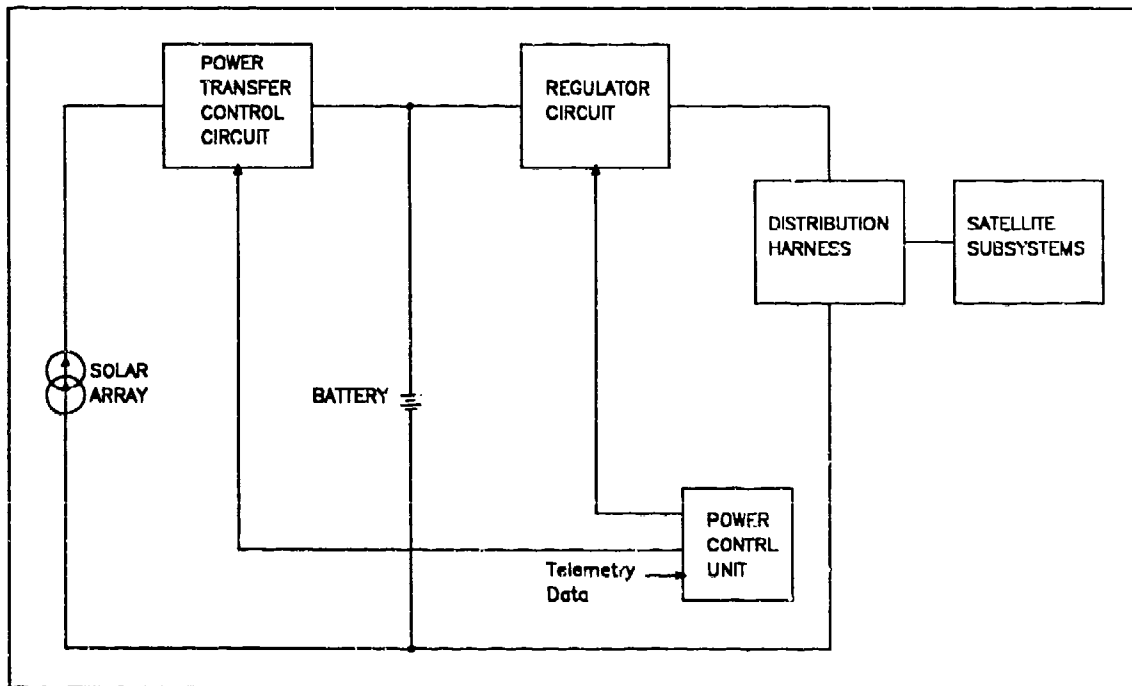 POWER
TRANSFER
CONTROL
CIRCUIT
REGULATOR
CIRCUIT
DISTRIBUTION
HARNESS
SATELLITE
SUBSYSTEMS
SOLAR
ARRAY
BATTERY
POWER
CONTRL
UNIT
Telemetry
Data